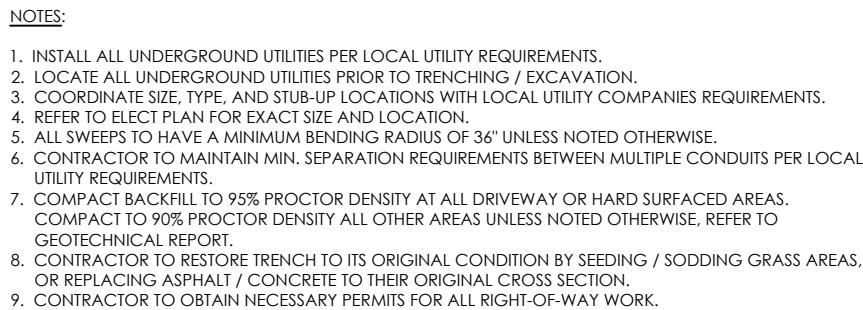 NOTES:
1. INSTALL ALL UNDERGROUND UTILITIES PER LOCAL UTILITY REQUIREMENTS.
2. LOCATE ALL UNDERGROUND UTILITIES PRIOR TO TRENCHING / EXCAVATION.
3. COORDINATE SIZE, TYPE, AND STUB-UP LOCATIONS WITH LOCAL UTILITY COMPANIES REQUIREMENTS.
4. REFER TO ELECT PLAN FOR EXACT SIZE AND LOCATION.
5. ALL SWEEPS TO HAVE A MINIMUM BENDING RADIUS OF 36" UNLESS NOTED OTHERWISE.
6. CONTRACTOR TO MAINTAIN MIN. SEPARATION REQUIREMENTS BETWEEN MULTIPLE CONDUITS PER LOCAL
UTILITY REQUIREMENTS.
7. COMPACT BACKFILL TO 95% PROCTOR DENSITY AT ALL DRIVEWAY OR HARD SURFACED AREAS.
COMPACT TO 90% PROCTOR DENSITY ALL OTHER AREAS UNLESS NOTED OTHERWISE, REFER TO
GEOTECHNICAL REPORT.
8. CONTRACTOR TO RESTORE TRENCH TO ITS ORIGINAL CONDITION BY SEEDING / SODDING GRASS AREAS,
OR REPLACING ASPHALT / CONCRETE TO THEIR ORIGINAL CROSS SECTION.
9. CONTRACTOR TO OBTAIN NECESSARY PERMITS FOR ALL RIGHT-OF-WAY WORK.